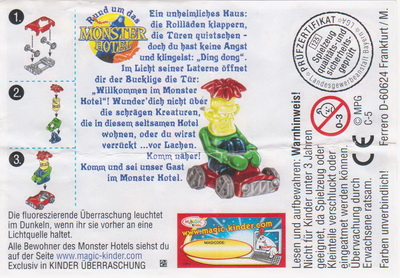 Rund um das
MONSTER
HOTEL
Ein unheimliches Haus:
die Rollläden klappern,
die Türen quietschen -
doch du hast keine Angst
und klingelst: "Ding dong".
Im Licht seiner Laterne öffnet
dir der Bucklige die Tür:
"Willkommen im Monster
Hotel"! Wunder'dich nicht über
die schrägen Kreaturen, die
in diesem seltsamen Hotel
wohnen, oder du wirst
verrückt ...vor Lachen.
Komm näher!
Komm und sei unser Gast
im Monster Hotel.
1.
2.
3.
Die fluoreszierende Überraschung leuchtet
im Dunkeln, wenn ihr sie vorher an eine
Lichtquelle haltet.
Alle Bewohner des Monster Hotels siehst du
auf der Seite www.magic-kinder.com
Exclusiv in KINDER ÜBERRASCHUNG
MAGIC
www.magic-kinder.com
MAGICODE
PRÜFZERTIFIKAT
LGA
Landesgewerbeanstalt Bayern
Spielzeug
sicherheits-
geprüft
0-3
© MPG
C-5
CE
Ferrero D-60624 Frankfurt / M.
Lesen und aufbewahren: Warnhinweis!
Nicht für Kinder unter 3 Jahren
geeignet, da Spielzeug oder
Kleinteile verschluckt oder
eingeatmet werden können.
Überwachung durch
Erwachsene ratsam.
Farben unverbindlich!